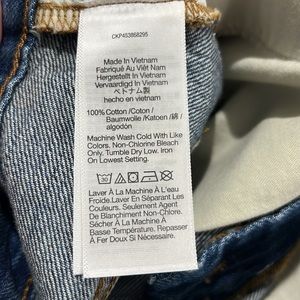 CKP453868295
Made In Vietnam
Fabriqué Au Viêt Nam
Hergestellt In Vietnam
ベトナム製
hecho en vietnam
100% Cotton / Coton /
Baumwolle /Katoen /綿/
algodón
Machine Wash Cold With Like
Colors. Non-Chlorine Bleach
Only. Tumble Dry Low. Iron
On Lowest Setting.
30
Laver À La Machine À L'eau
Froide. Laver En Séparant Les
Couleurs. Seulement Agent
De Blanchiment Non-Chlore.
Sécher À La Machine À
Basse Température. Repasser
À Fer Doux Si Nécessaire.